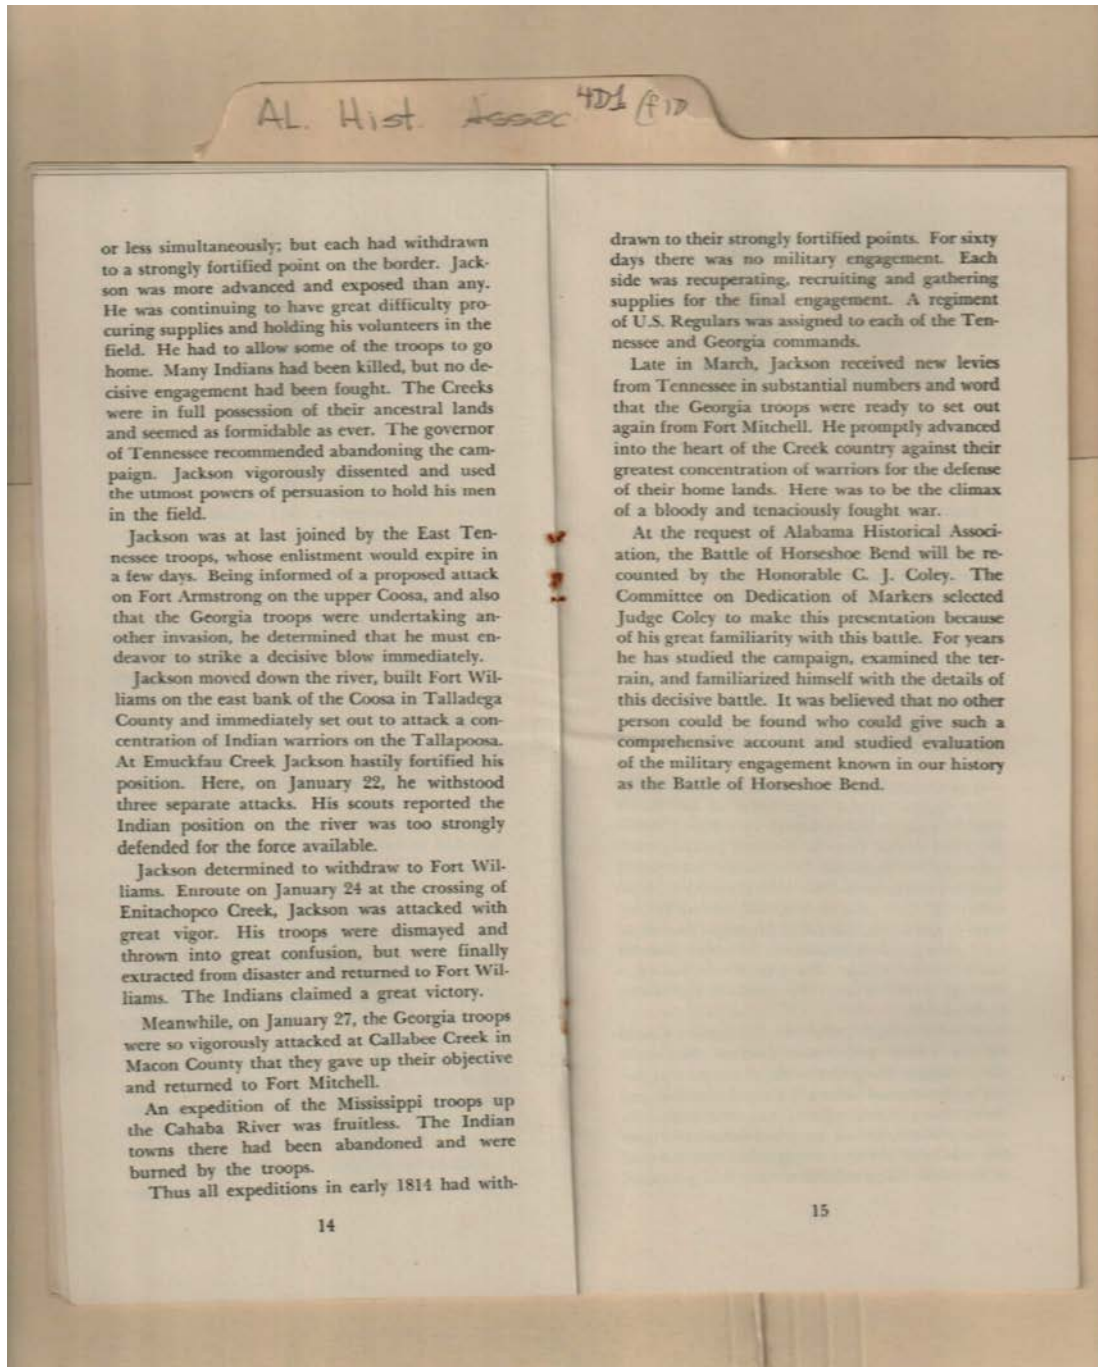 AL. Hist. Assoc 4D1
or less simultaneously; but each had withdrawn
to a strongly fortified point on the border. Jack-
son was more advanced and exposed than any.
He was continuing to have great difficulty pro-
curing supplies and holding his volunteers in the
field. He had to allow some of the troops to go
home. Many Indians had been killed, but no de-
cisive engagement had been fought. The Creeks
were in full possession of their ancestral lands
and seemed as formidable as ever. The governor
of Tennessee recommended abandoning the cam-
paign. Jackson vigorously dissented and used
the utmost powers of persuasion to hold his men
in the field.
Jackson was at last joined by the East Ten-
nessee troops, whose enlistment would expire in
a few days. Being informed of a proposed attack
on Fort Armstrong on the upper Coosa, and also
that the Georgia troops were undertaking an-
other invasion, he determined that he must en-
deavor to strike a decisive blow immediately.
Jackson moved down the river, built Fort Wil-
liams on the east bank of the Coosa in Talladega
County and immediately set out to attack a con-
centration of Indian warriors on the Tallapoosa.
At Emuckfau Creek Jackson hastily fortified his
position. Here, on January 22, he withstood
three separate attacks. His scouts reported the
Indian position on the river was too strongly
defended for the force available.
Jackson determined to withdraw to Fort Wil-
liams. Enroute on January 24 at the crossing of
Enitachopco Creek, Jackson was attacked with
great vigor. His troops were dismayed and
thrown into great confusion, but were finally
extracted from disaster and returned to Fort Wil-
liams. The Indians claimed a great victory.
Meanwhile, on January 27, the Georgia troops
were so vigorously attacked at Callabee Creek in
Macon County that they gave up their objective
and returned to Fort Mitchell.
An expedition of the Mississippi troops up
the Cahaba River was fruitless. The Indian
towns there had been abandoned and were
burned by the troops.
Thus all expeditions in early 1814 had with-
14
drawn to their strongly fortified points. For sixty
days there was no military engagement. Each
side was recuperating, recruiting and gathering
supplies for the final engagement. A regiment
of U.S. Regulars was assigned to each of the Ten-
nessee and Georgia commands.
Late in March, Jackson received new levies
from Tennessee in substantial numbers and word
that the Georgia troops were ready to set out
again from Fort Mitchell. He promptly advanced
into the heart of the Creek country against their
greatest concentration of warriors for the defense
of their home lands. Here was to be the climax
of a bloody and tenaciously fought war.
At the request of Alabama Historical Associ-
ation, the Battle of Horseshoe Bend will be re-
counted by the Honorable C. J. Coley. The
Committee on Dedication of Markers selected
Judge Coley to make this presentation because
of his great familiarity with this battle. For years
he has studied the campaign, examined the ter-
rain, and familiarized himself with the details of
this decisive battle. It was believed that no other
person could be found who could give such a
comprehensive account and studied evaluation
of the military engagement known in our history
as the Battle of Horseshoe Bend.
15